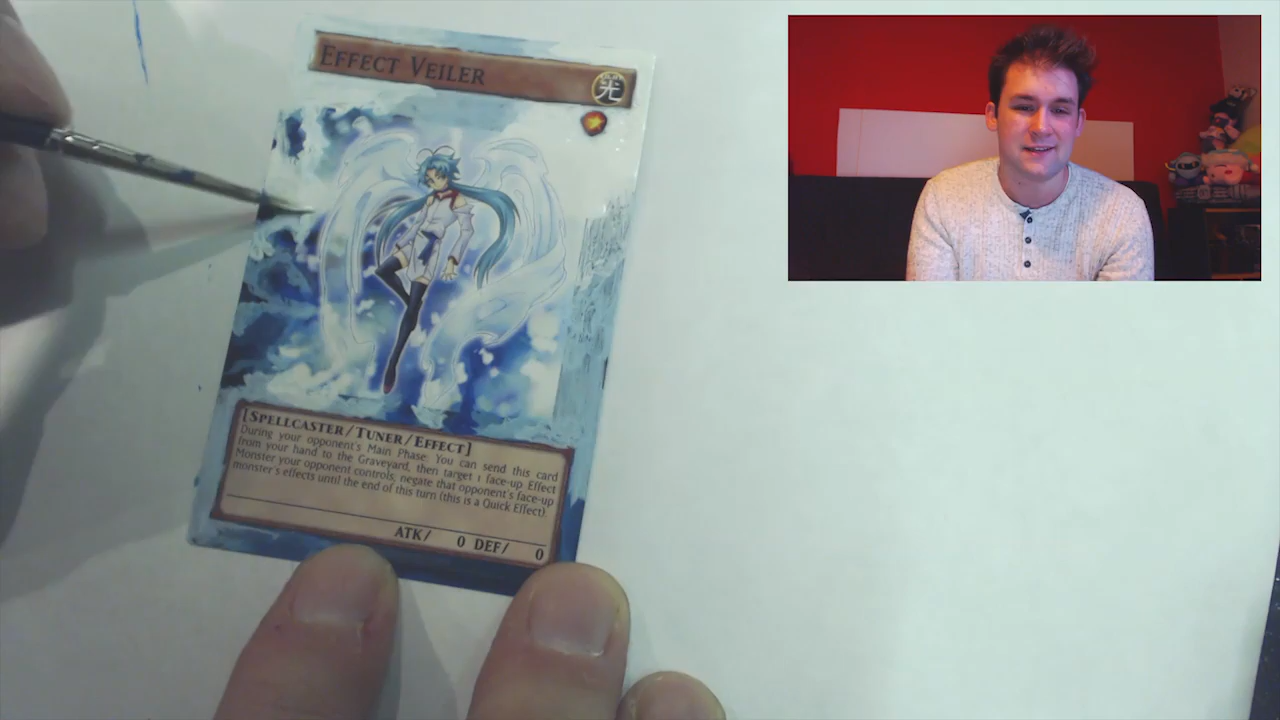 EFFECT VEILER
光
[SPELLCASTER/TUNER/EFFECT]
During your opponent's Main Phase: You can send this card
from your hand to the Graveyard, then target 1 face-up Effect
Monster your opponent controls; negate that opponent's face-up
monster's effects until the end of this turn (this is a Quick Effect).
ATK/ 0 DEF/ 0